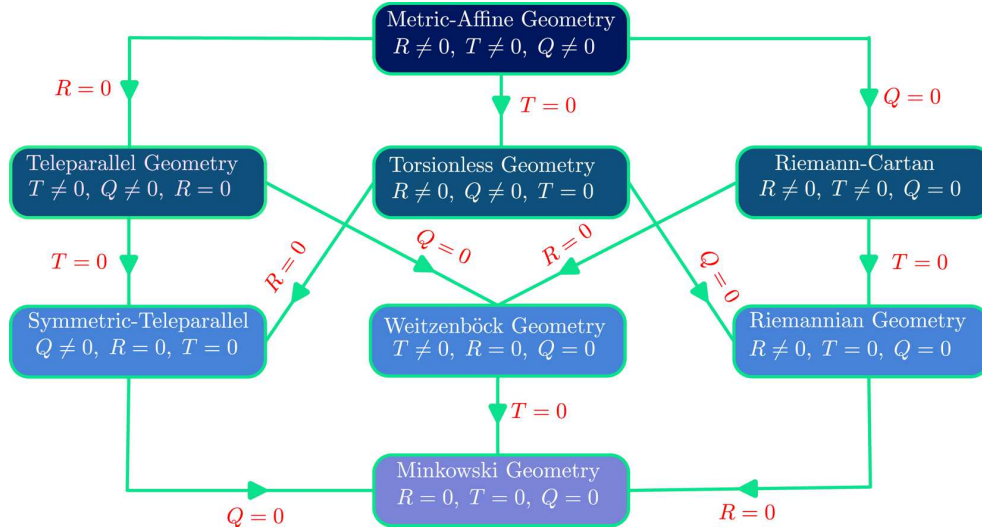 Metric-Affine Geometry
R ≠ 0, T ≠ 0, Q ≠ 0
R = 0
T = 0
Q = 0
Teleparallel Geometry
T ≠ 0, Q ≠ 0, R = 0
Torsionless Geometry
R ≠ 0, Q ≠ 0, T = 0
Riemann-Cartan
R ≠ 0, T ≠ 0, Q = 0
T = 0
R = 0
Q = 0
R = 0
Q = 0
T = 0
Symmetric-Teleparallel
Q ≠ 0, R = 0, T = 0
Weitzenböck Geometry
T ≠ 0, R = 0, Q = 0
Riemannian Geometry
R ≠ 0, T = 0, Q = 0
T = 0
Minkowski Geometry
R = 0, T = 0, Q = 0
Q = 0
R = 0